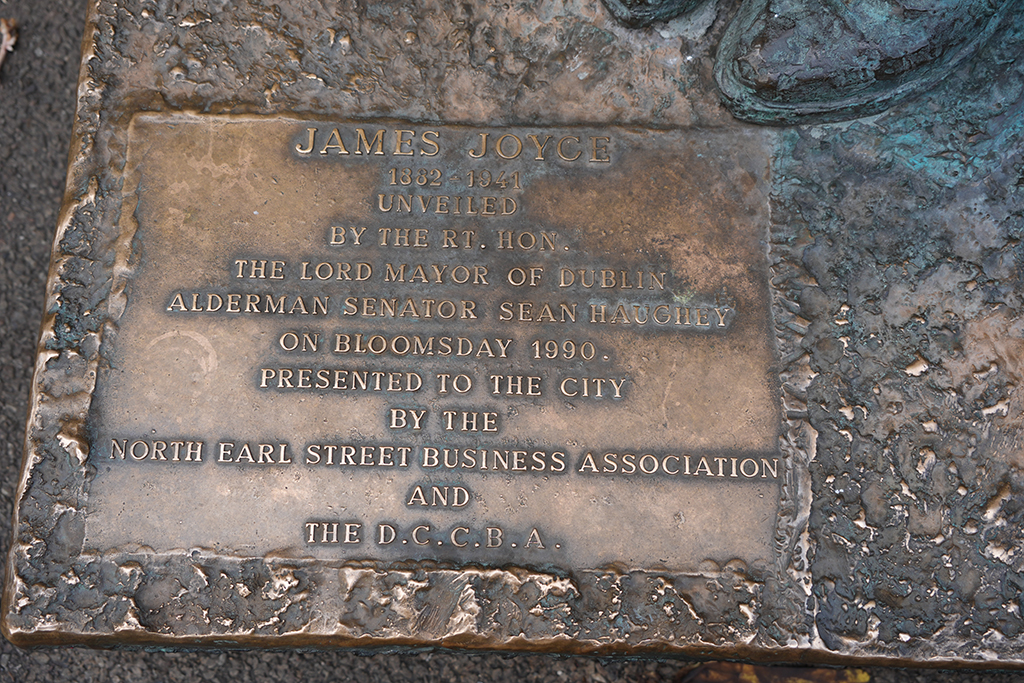 JAMES JOYCE
1882-1941
UNVEILED
BY THE RT. HON.
THE LORD MAYOR OF DUBLIN
ALDERMAN SENATOR SEAN HAUGHEY
ON BLOOMSDAY 1990.
PRESENTED TO THE CITY
BY THE
NORTH EARL STREET BUSINESS ASSOCIATION
AND
THE D.C.C.B.A.